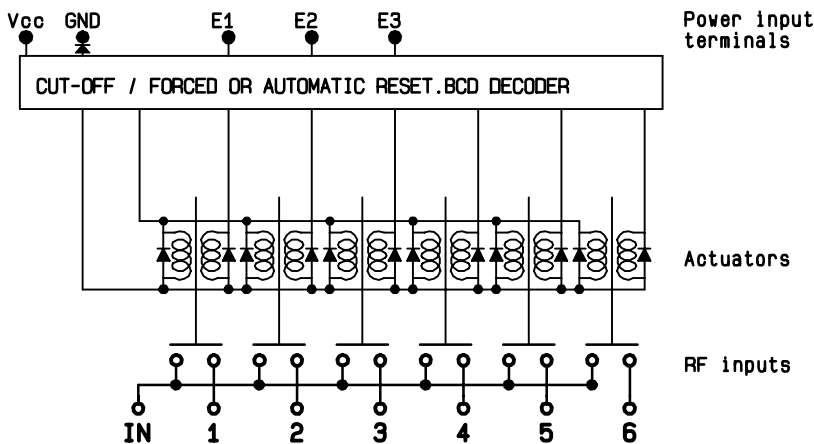 Vcc GND E1 E2 E3 Power input
terminals
CUT-OFF / FORCED OR AUTOMATIC RESET.BCD DECODER
Actuators
RF inputs
IN 1 2 3 4 5 6